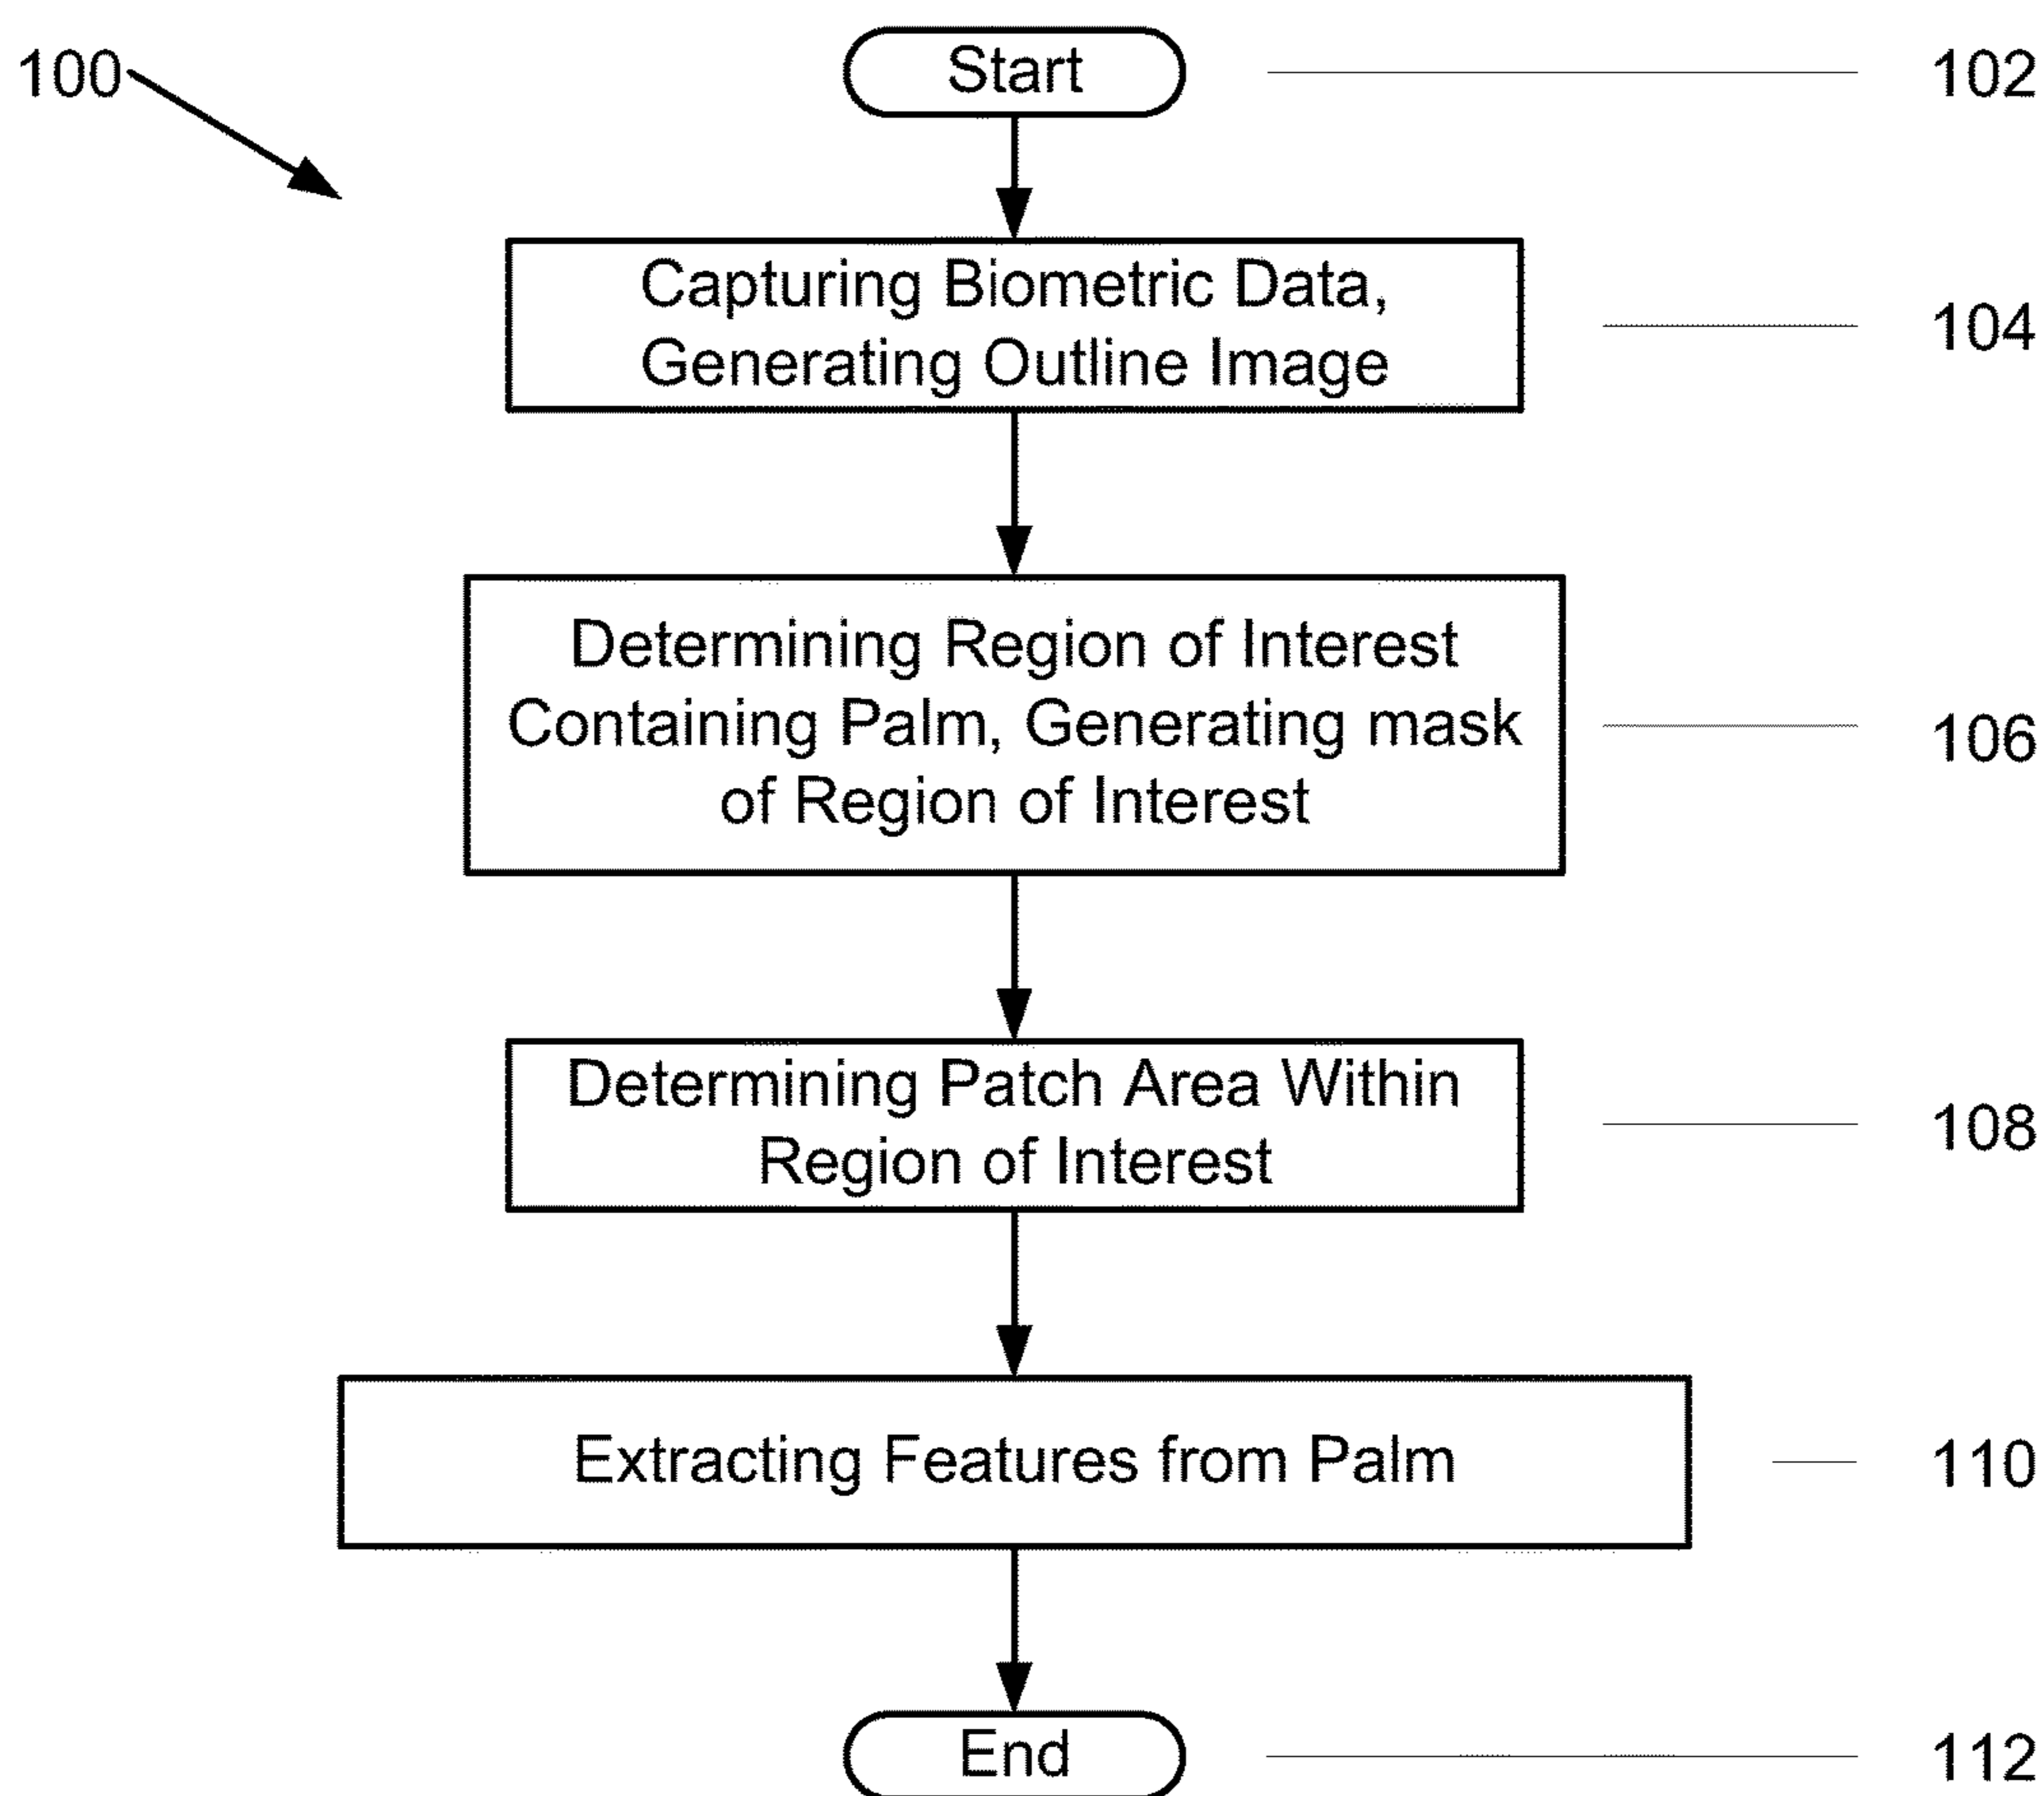 100
Start
102
Capturing Biometric Data,
Generating Outline Image
104
Determining Region of Interest
Containing Palm, Generating mask
of Region of Interest
106
Determining Patch Area Within
Region of Interest
108
Extracting Features from Palm
110
End
112